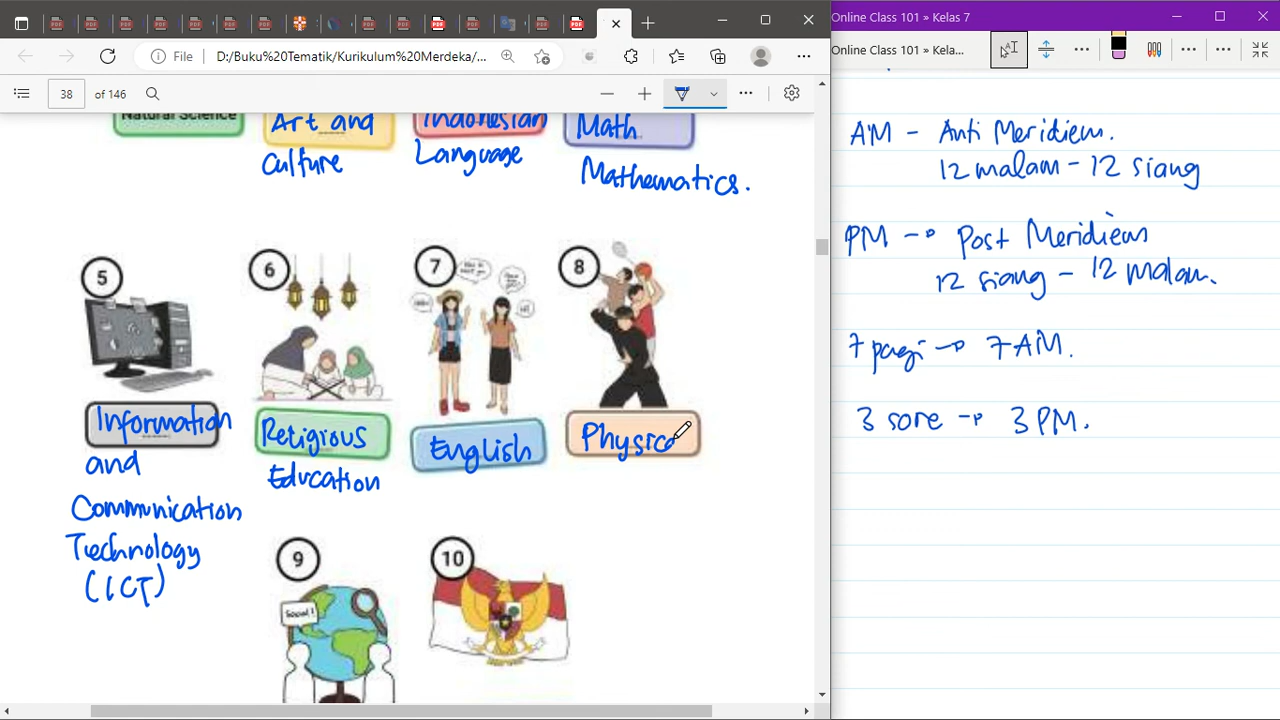 Online Class 101 » Kelas 7
File
D:/Buku%20Tematik/Kurikulum%20Merdeka/...
Online Class 101 » Kela...
38
of 146
Natural Science
Art and
Culture
Indonesian
Language
Math
Mathematics.
5
Information
and
Communication
Technology
(ICT)
6
Religious
Education
7
English
8
Physica
9
Social!
10
AM - Anti Meridiem.
12 malam - 12 siang
PM → Post Meridiem
12 siang - 12 malam.
7 pagi → 7 AM.
3 sore → 3 PM.